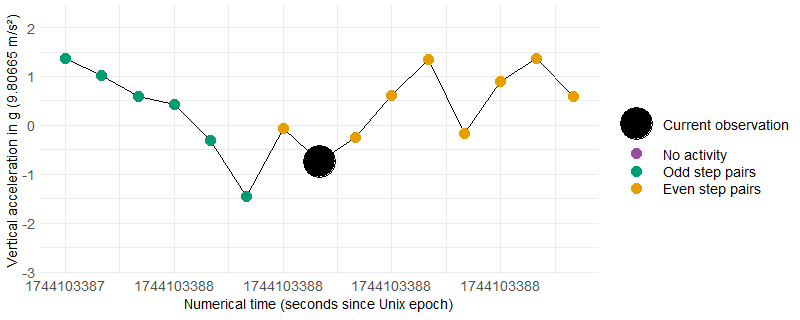 Vertical acceleration in g (9.80665 m/s²)
2
1
0
-1
-2
-3
1744103387 1744103388 1744103388 1744103388 1744103388
Numerical time (seconds since Unix epoch)
Current observation
No activity
Odd step pairs
Even step pairs